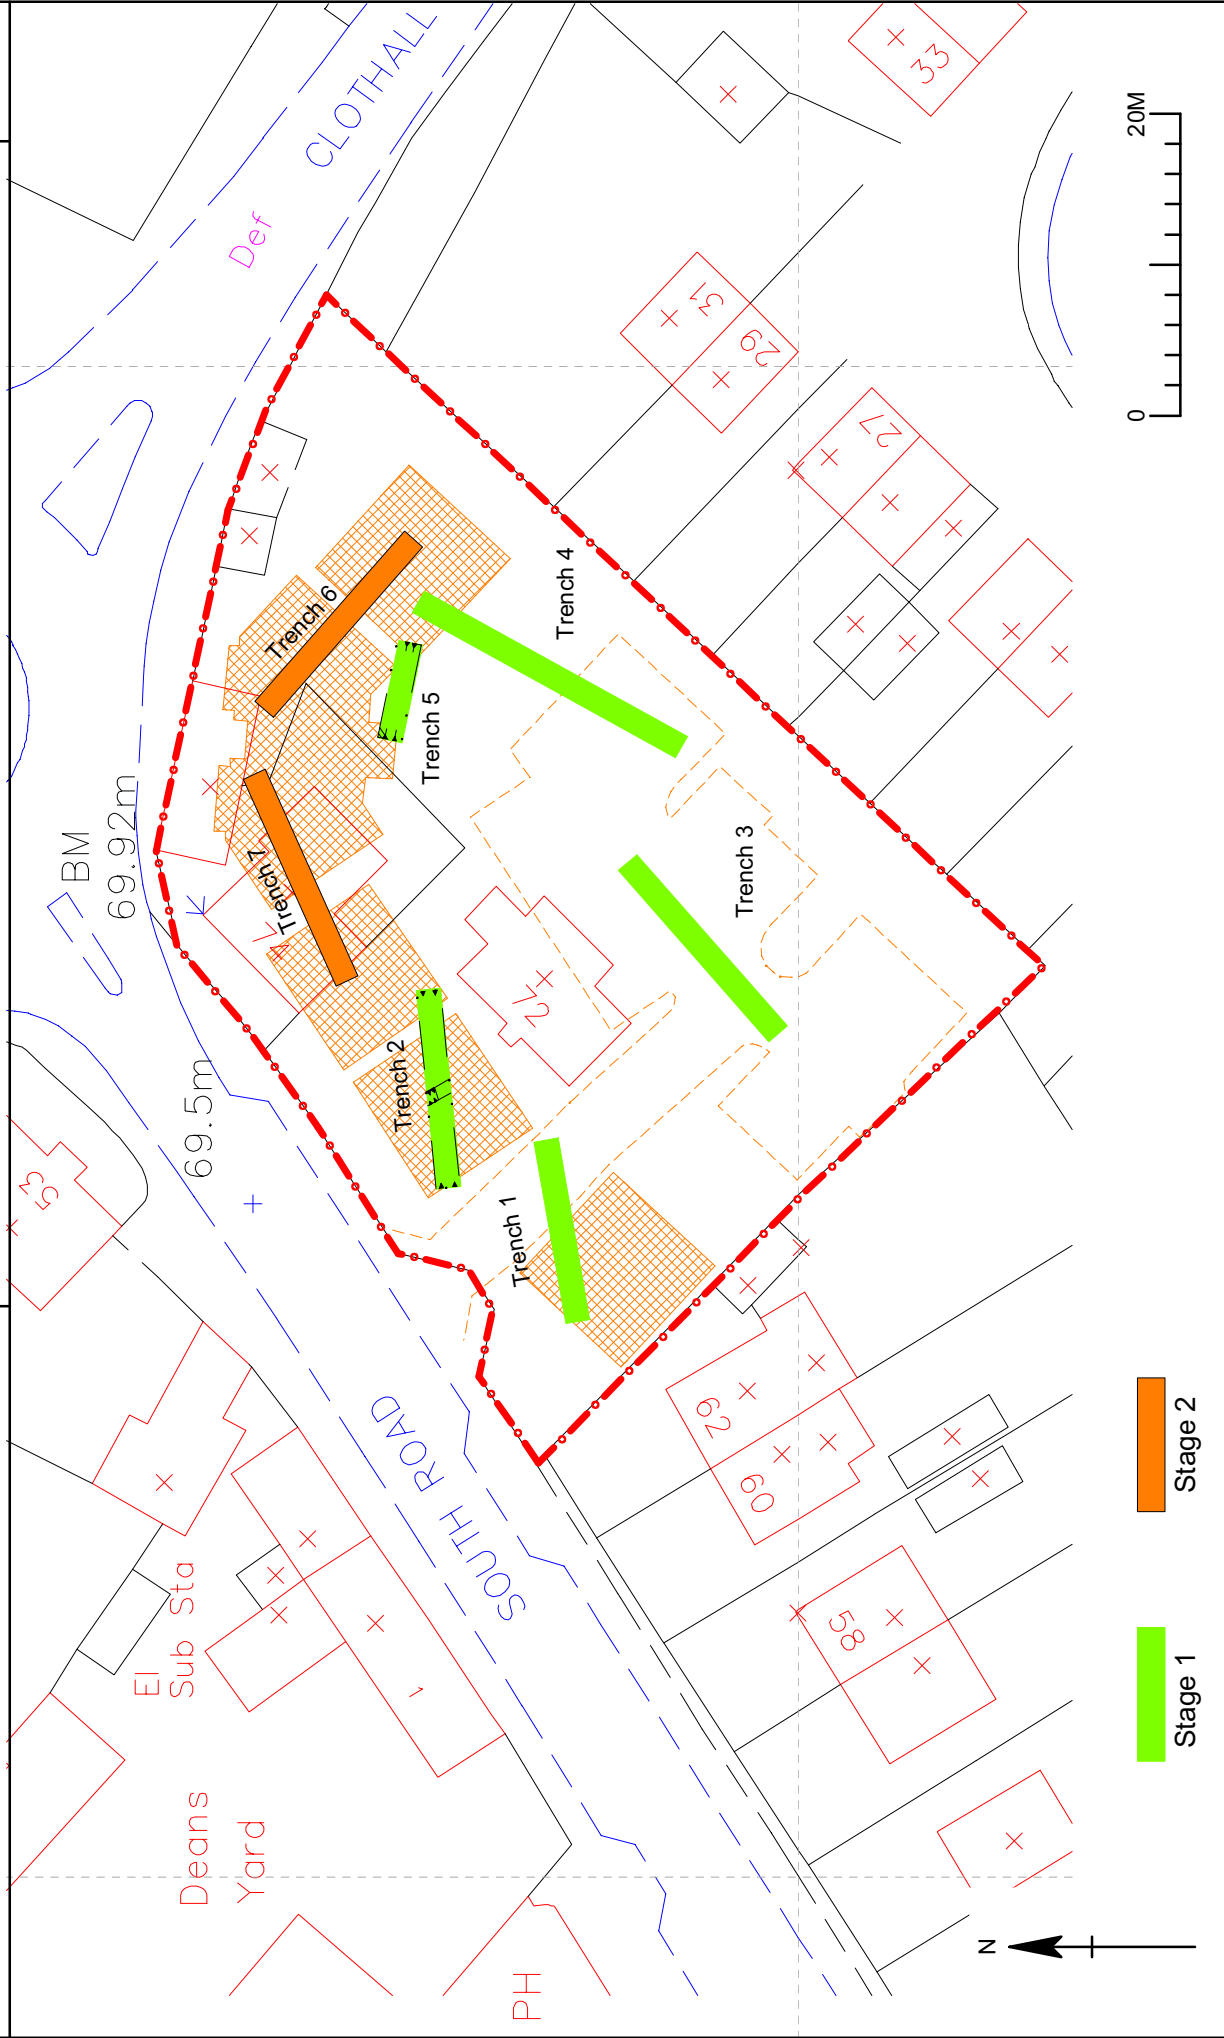 CLOTHALL
Def
33
31
29
27
BM
69.92m
69.5m
53
Trench 6
Trench 7
Trench 5
Trench 4
Trench 3
Trench 2
Trench 1
72
62
60
58
SOUTH ROAD
El
Sub Sta
1
Deans
Yard
PH
N
Stage 1
Stage 2
0
20M